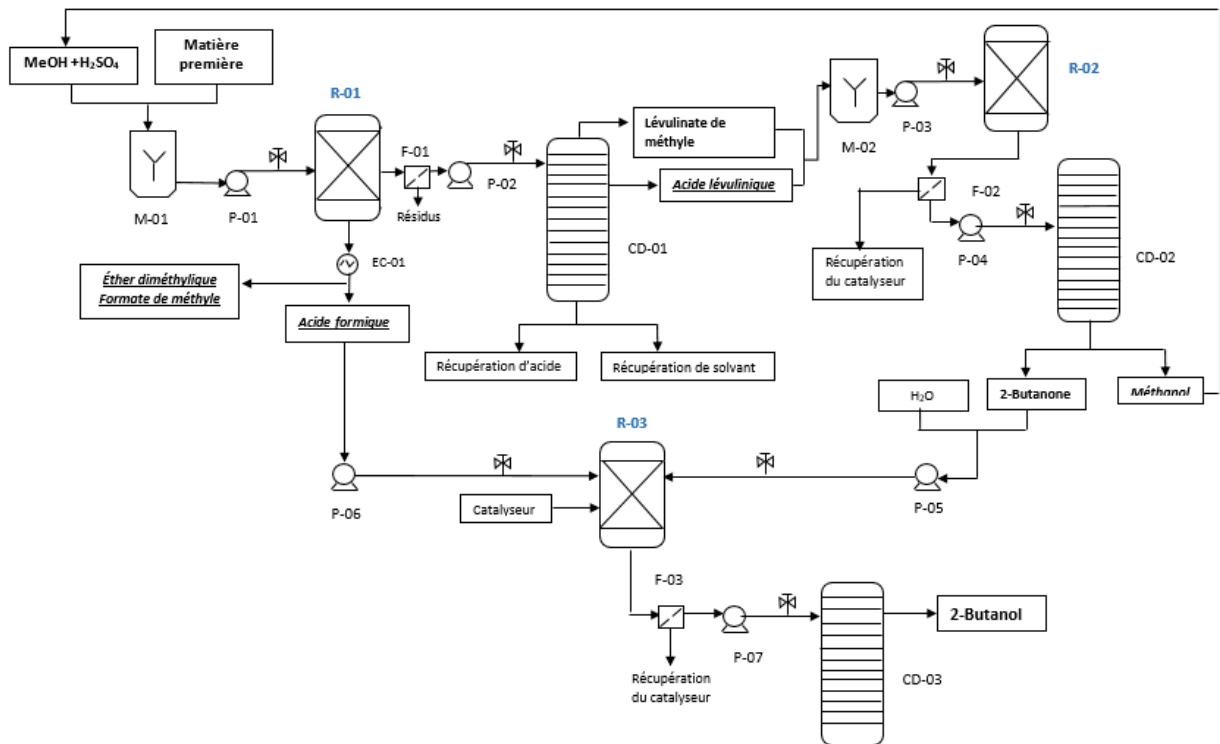 MeOH +H₂SO₄
Matière
première
R-01
M-01
P-01
F-01
Résidus
P-02
EC-01
Éther diméthylique
Formate de méthyle
Acide formique
CD-01
Lévulinate de
méthyle
Acide lévulinique
Récupération d'acide
Récupération de solvant
M-02
P-03
R-02
F-02
Récupération
du catalyseur
P-04
CD-02
H₂O
2-Butanone
Méthanol
R-03
P-06
Catalyseur
P-05
F-03
Récupération
du catalyseur
P-07
CD-03
2-Butanol